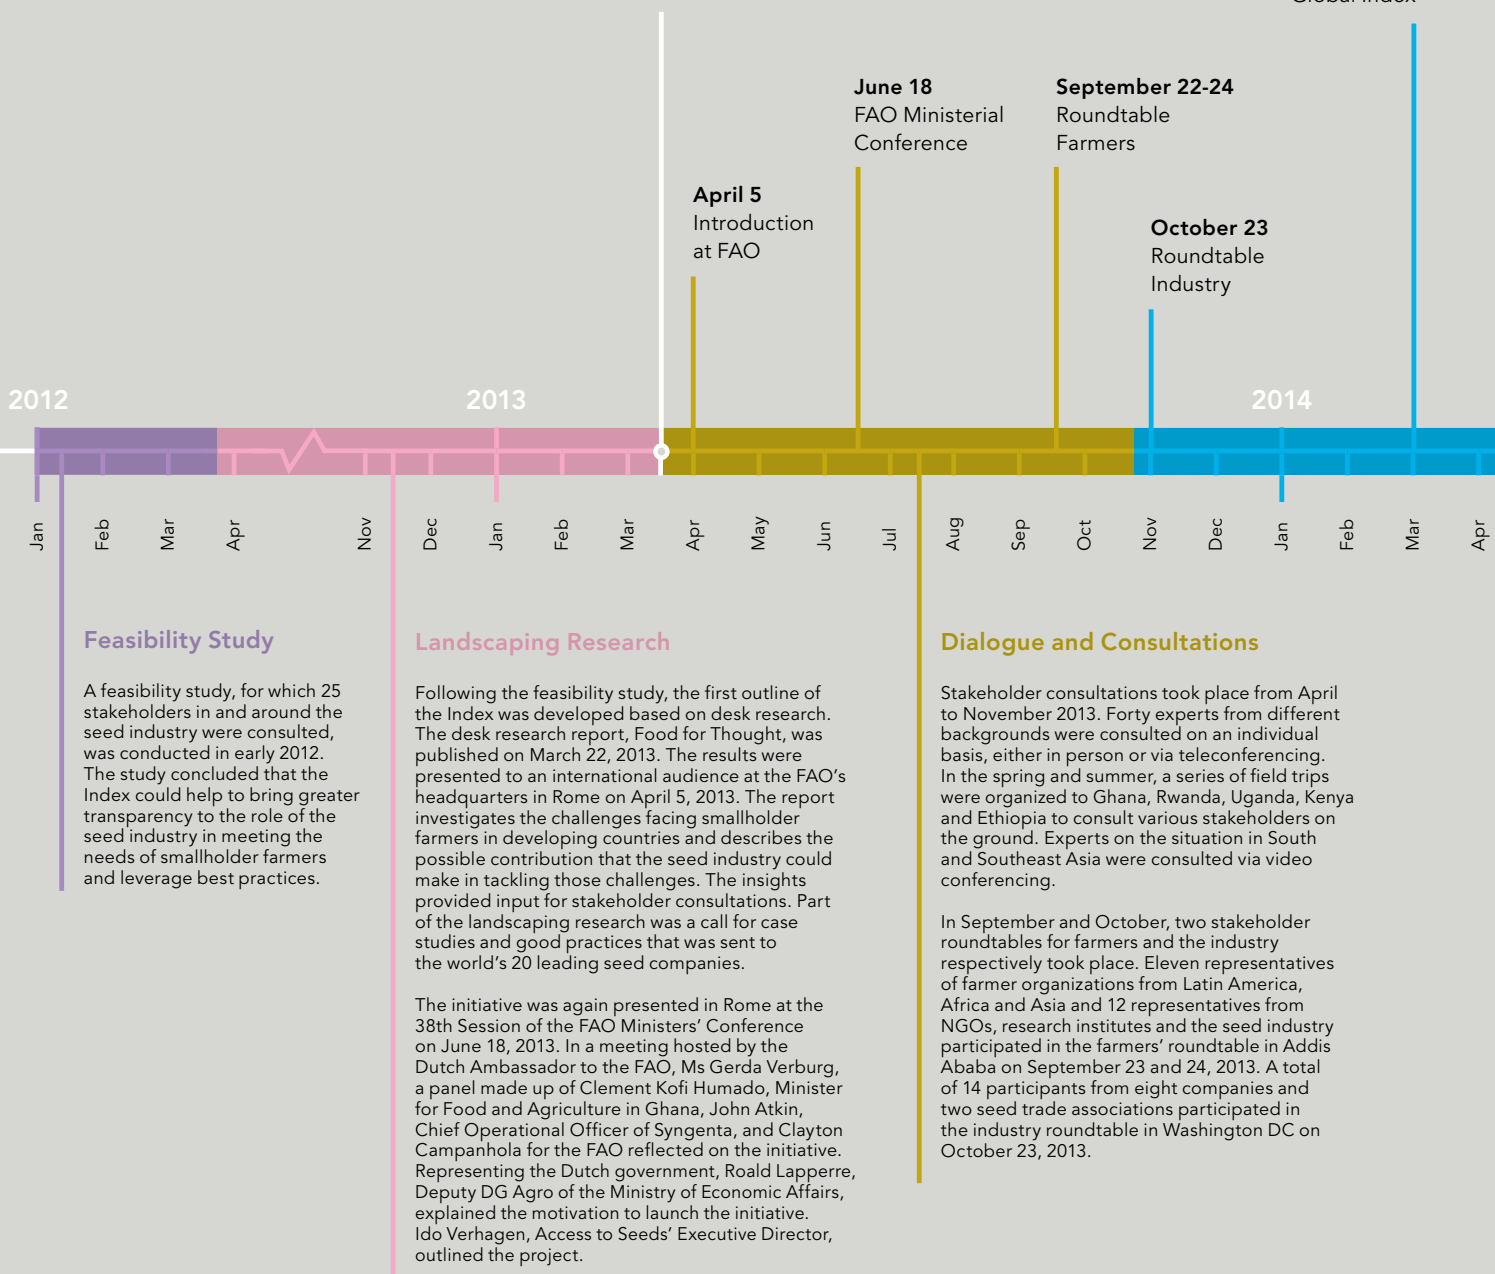 Global Index
June 18
FAO Ministerial
Conference
September 22-24
Roundtable
Farmers
April 5
Introduction
at FAO
October 23
Roundtable
Industry
2012
2013
2014
Jan
Feb
Mar
Apr
Nov
Dec
Jan
Feb
Mar
Apr
May
Jun
Jul
Aug
Sep
Oct
Nov
Dec
Jan
Feb
Mar
Apr
Feasibility Study
A feasibility study, for which 25
stakeholders in and around the
seed industry were consulted,
was conducted in early 2012.
The study concluded that the
Index could help to bring greater
transparency to the role of the
seed industry in meeting the
needs of smallholder farmers
and leverage best practices.
Landscaping Research
Following the feasibility study, the first outline of
the Index was developed based on desk research.
The desk research report, Food for Thought, was
published on March 22, 2013. The results were
presented to an international audience at the FAO's
headquarters in Rome on April 5, 2013. The report
investigates the challenges facing smallholder
farmers in developing countries and describes the
possible contribution that the seed industry could
make in tackling those challenges. The insights
provided input for stakeholder consultations. Part
of the landscaping research was a call for case
studies and good practices that was sent to
the world's 20 leading seed companies.
The initiative was again presented in Rome at the
38th Session of the FAO Ministers' Conference
on June 18, 2013. In a meeting hosted by the
Dutch Ambassador to the FAO, Ms Gerda Verburg,
a panel made up of Clement Kofi Humado, Minister
for Food and Agriculture in Ghana, John Atkin,
Chief Operational Officer of Syngenta, and Clayton
Campanhola for the FAO reflected on the initiative.
Representing the Dutch government, Roald Lapperre,
Deputy DG Agro of the Ministry of Economic Affairs,
explained the motivation to launch the initiative.
Ido Verhagen, Access to Seeds' Executive Director,
outlined the project.
Dialogue and Consultations
Stakeholder consultations took place from April
to November 2013. Forty experts from different
backgrounds were consulted on an individual
basis, either in person or via teleconferencing.
In the spring and summer, a series of field trips
were organized to Ghana, Rwanda, Uganda, Kenya
and Ethiopia to consult various stakeholders on
the ground. Experts on the situation in South
and Southeast Asia were consulted via video
conferencing.
In September and October, two stakeholder
roundtables for farmers and the industry
respectively took place. Eleven representatives
of farmer organizations from Latin America,
Africa and Asia and 12 representatives from
NGOs, research institutes and the seed industry
participated in the farmers' roundtable in Addis
Ababa on September 23 and 24, 2013. A total
of 14 participants from eight companies and
two seed trade associations participated in
the industry roundtable in Washington DC on
October 23, 2013.